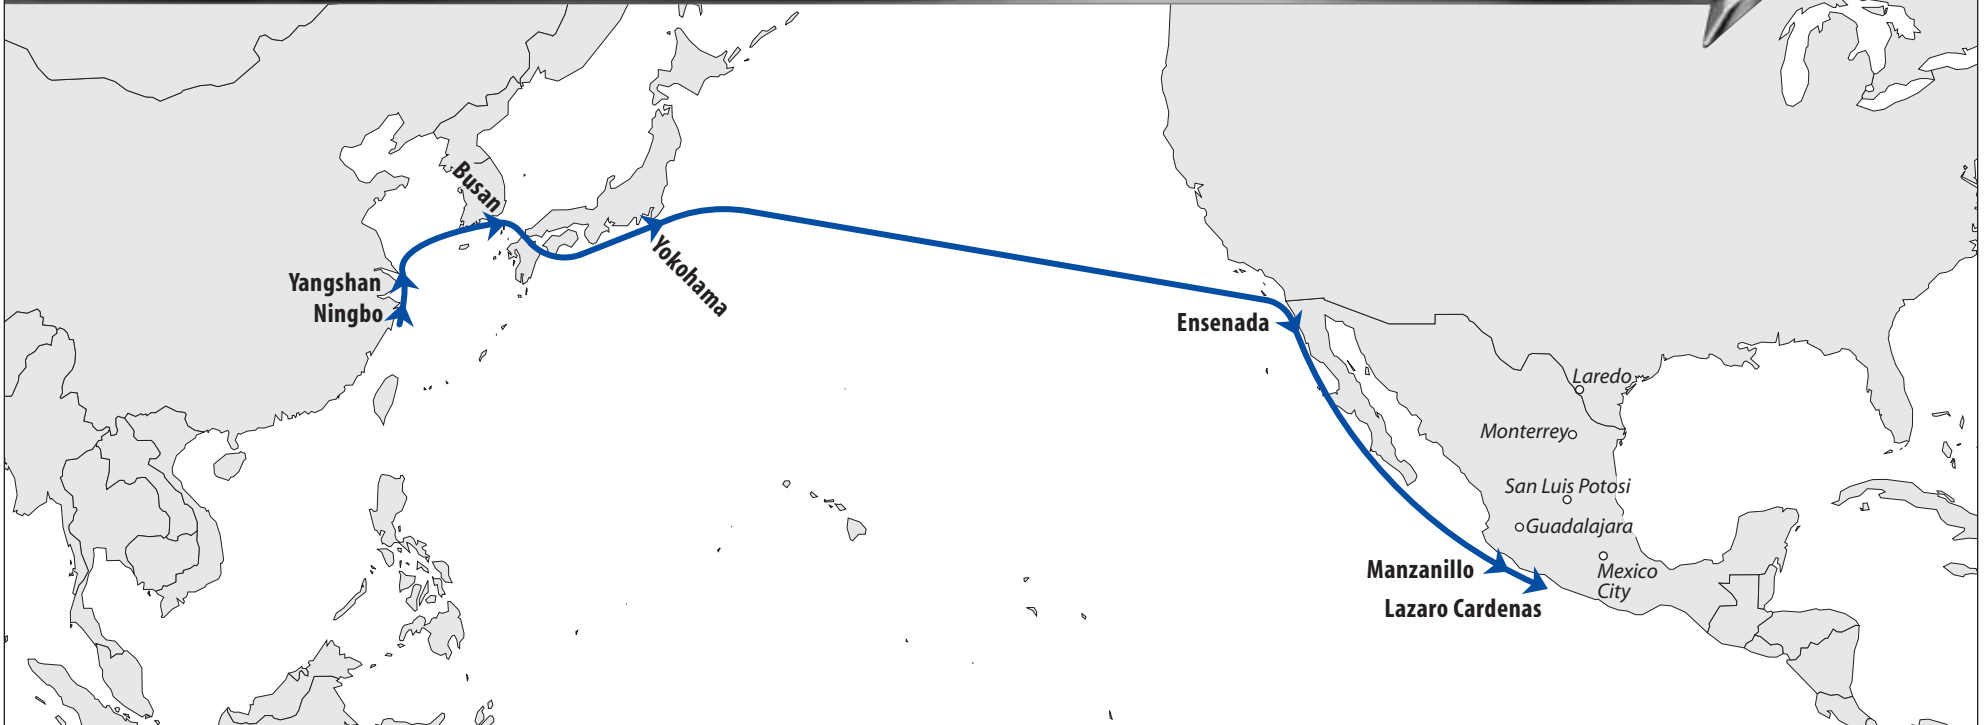 Busan
Yangshan
Ningbo
Yokohama
Ensenada
Laredo
Monterrey
San Luis Potosi
Guadalajara
Manzanillo
Mexico
City
Lazaro Cardenas